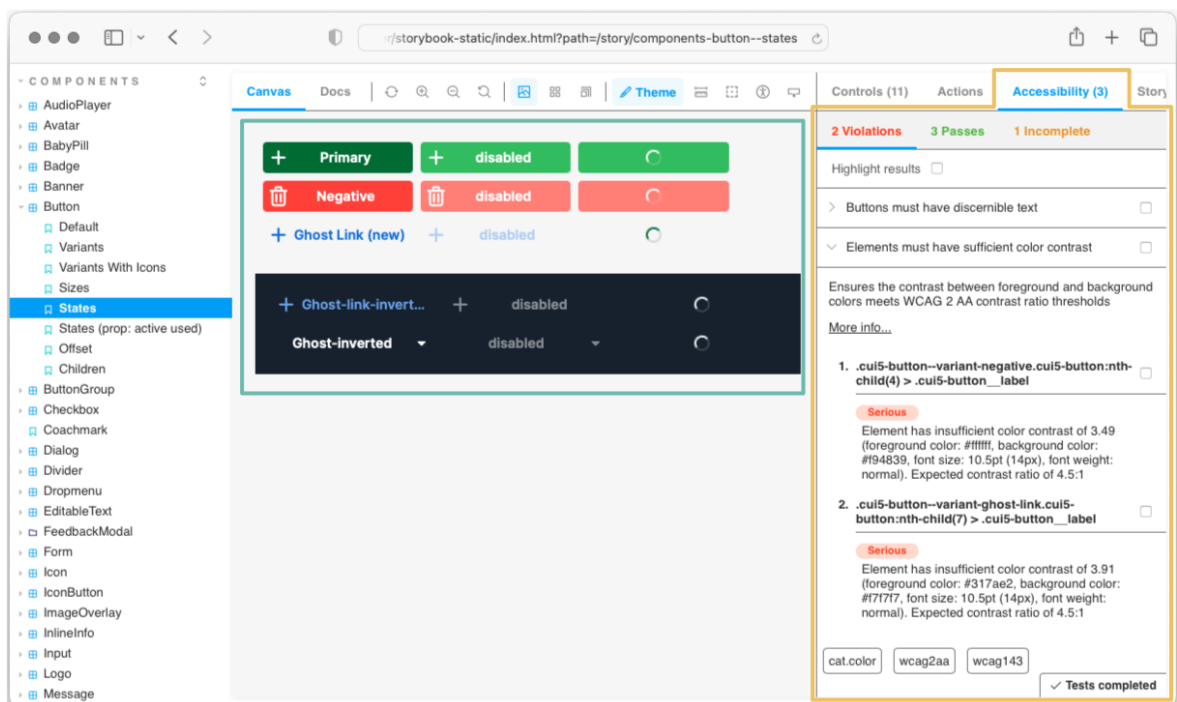 r/storybook-static/index.html?path=/story/components-button--states
COMPONENTS
AudioPlayer
Avatar
BabyPill
Badge
Banner
Button
Default
Variants
Variants With Icons
Sizes
States
States (prop: active used)
Offset
Children
ButtonGroup
Checkbox
Coachmark
Dialog
Divider
Dropmenu
EditableText
FeedbackModal
Form
Icon
IconButton
ImageOverlay
InlineInfo
Input
Logo
Message
Canvas Docs Theme
Primary disabled
Negative disabled
Ghost Link (new) disabled
Ghost-link-invert... disabled
Ghost-inverted disabled
Controls (11) Actions Accessibility (3) Story
2 Violations 3 Passes 1 Incomplete
Highlight results
Buttons must have discernible text
Elements must have sufficient color contrast
Ensures the contrast between foreground and background
colors meets WCAG 2 AA contrast ratio thresholds
More info...
1. .cui5-button--variant-negative.cui5-button:nth-
child(4) > .cui5-button__label
Serious
Element has insufficient color contrast of 3.49
(foreground color: #ffffff, background color:
#f94839, font size: 10.5pt (14px), font weight:
normal). Expected contrast ratio of 4.5:1
2. .cui5-button--variant-ghost-link.cui5-
button:nth-child(7) > .cui5-button__label
Serious
Element has insufficient color contrast of 3.91
(foreground color: #317ae2, background color:
#f7f7f7, font size: 10.5pt (14px), font weight:
normal). Expected contrast ratio of 4.5:1
cat.color wcag2aa wcag143
Tests completed